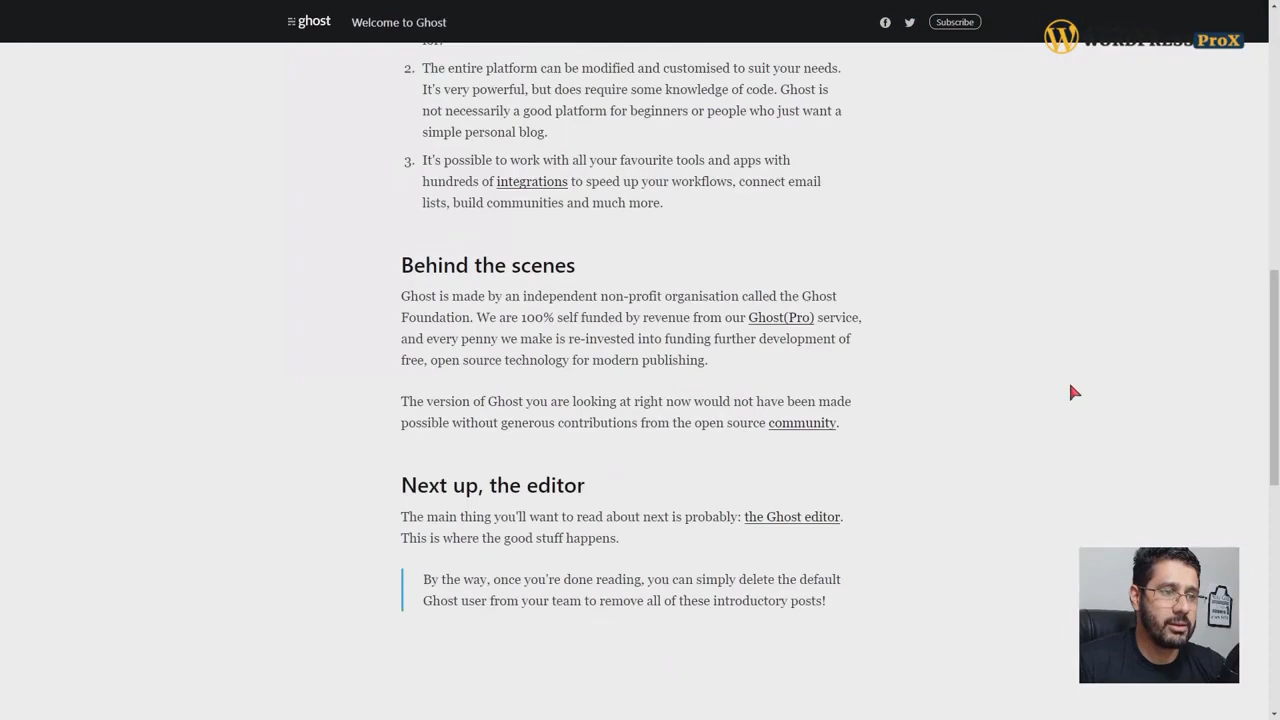 ghost
Welcome to Ghost
Subscribe
WORDPRESS ProX
for.
2. The entire platform can be modified and customised to suit your needs.
It's very powerful, but does require some knowledge of code. Ghost is
not necessarily a good platform for beginners or people who just want a
simple personal blog.
3. It's possible to work with all your favourite tools and apps with
hundreds of integrations to speed up your workflows, connect email
lists, build communities and much more.
Behind the scenes
Ghost is made by an independent non-profit organisation called the Ghost
Foundation. We are 100% self funded by revenue from our Ghost(Pro) service,
and every penny we make is re-invested into funding further development of
free, open source technology for modern publishing.
The version of Ghost you are looking at right now would not have been made
possible without generous contributions from the open source community.
Next up, the editor
The main thing you'll want to read about next is probably: the Ghost editor.
This is where the good stuff happens.
By the way, once you're done reading, you can simply delete the default
Ghost user from your team to remove all of these introductory posts!